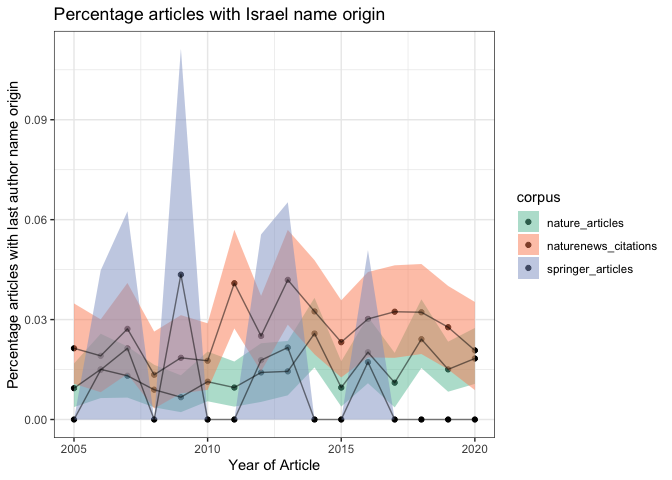 Percentage articles with Israel name origin
Percentage articles with last author name origin
0.09
0.06
0.03
0.00
2005
2010
2015
2020
Year of Article
corpus
nature_articles
naturenews_citations
springer_articles